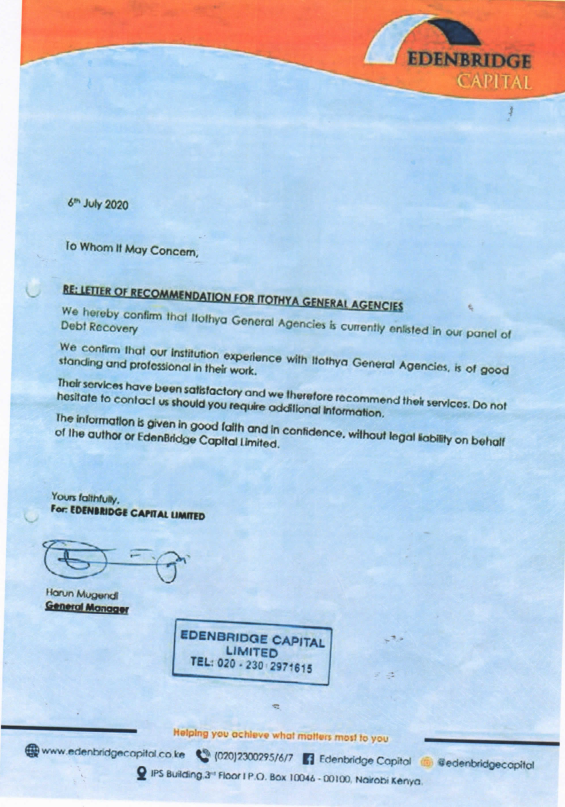 EDENBRIDGE
CAPITAL
6th July 2020
To Whom It May Concern,
RE: LETTER OF RECOMMENDATION FOR ITOTHYA GENERAL AGENCIES
We hereby confirm that Itothya General Agencies is currently enlisted in our panel of
Debt Recovery
We confirm that our Institution experience with Itothya General Agencies, is of good
standing and professional in their work.
Their services have been satisfactory and we therefore recommend their services. Do not
hesitate to contact us should you require additional information.
The information is given in good faith and in confidence, without legal liability on behalf
of the author or EdenBridge Capital Limited.
Yours faithfully,
For: EDENBRIDGE CAPITAL LIMITED
Harun Mugendi
General Manager
EDENBRIDGE CAPITAL
LIMITED
TEL: 020 - 230 2971615
Helping you achieve what matters most to you
www.edenbridgecapital.co.ke (020)2300295/6/7 Edenbridge Capital @edenbridgecapital
IPS Building,3rd Floor I P.O. Box 10046 - 00100, Nairobi Kenya.